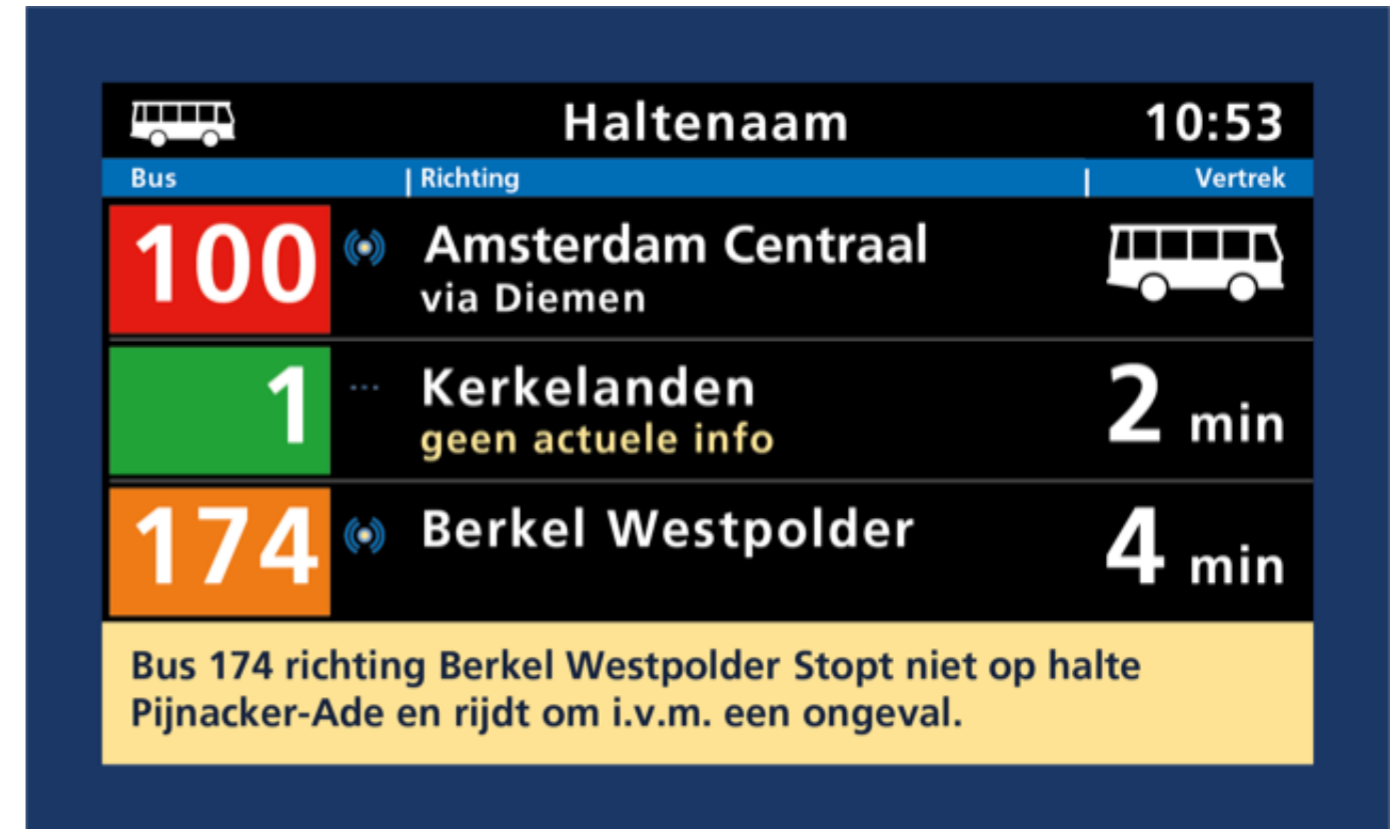 Haltenaam 10:53
Bus | Richting | Vertrek
100 Amsterdam Centraal
via Diemen
1 ... Kerkelanden 2 min
geen actuele info
174 Berkel Westpolder 4 min
Bus 174 richting Berkel Westpolder Stopt niet op halte
Pijnacker-Ade en rijdt om i.v.m. een ongeval.